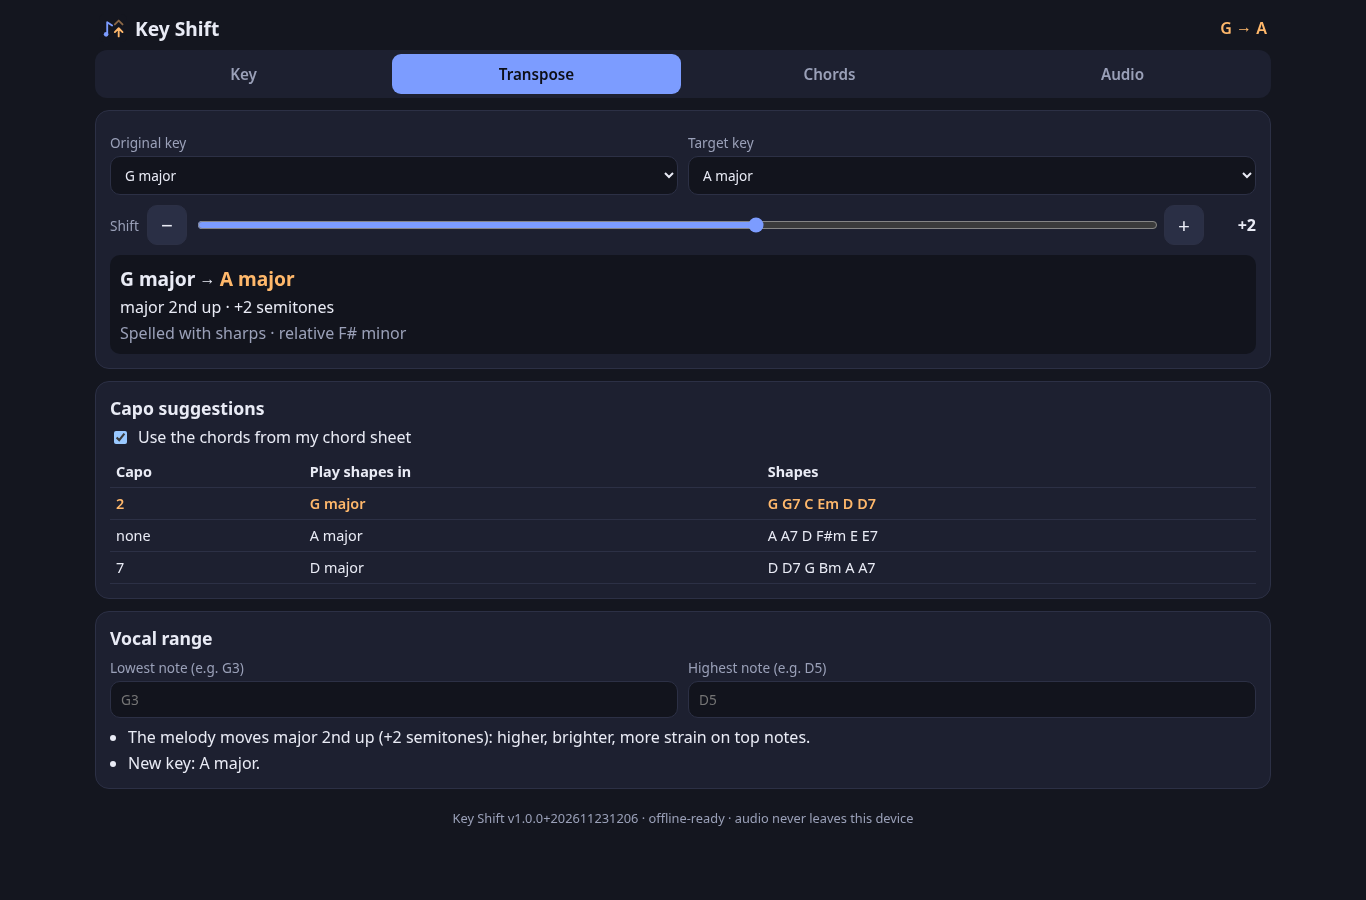 Key Shift
G → A
Key Transpose Chords Audio
Original key Target key
G major A major
Shift − + +2
G major → A major
major 2nd up · +2 semitones
Spelled with sharps · relative F# minor
Capo suggestions
Use the chords from my chord sheet
Capo Play shapes in Shapes
2 G major G G7 C Em D D7
none A major A A7 D F#m E E7
7 D major D D7 G Bm A A7
Vocal range
Lowest note (e.g. G3) Highest note (e.g. D5)
G3 D5
• The melody moves major 2nd up (+2 semitones): higher, brighter, more strain on top notes.
• New key: A major.
Key Shift v1.0.0+202611231206 · offline-ready · audio never leaves this device